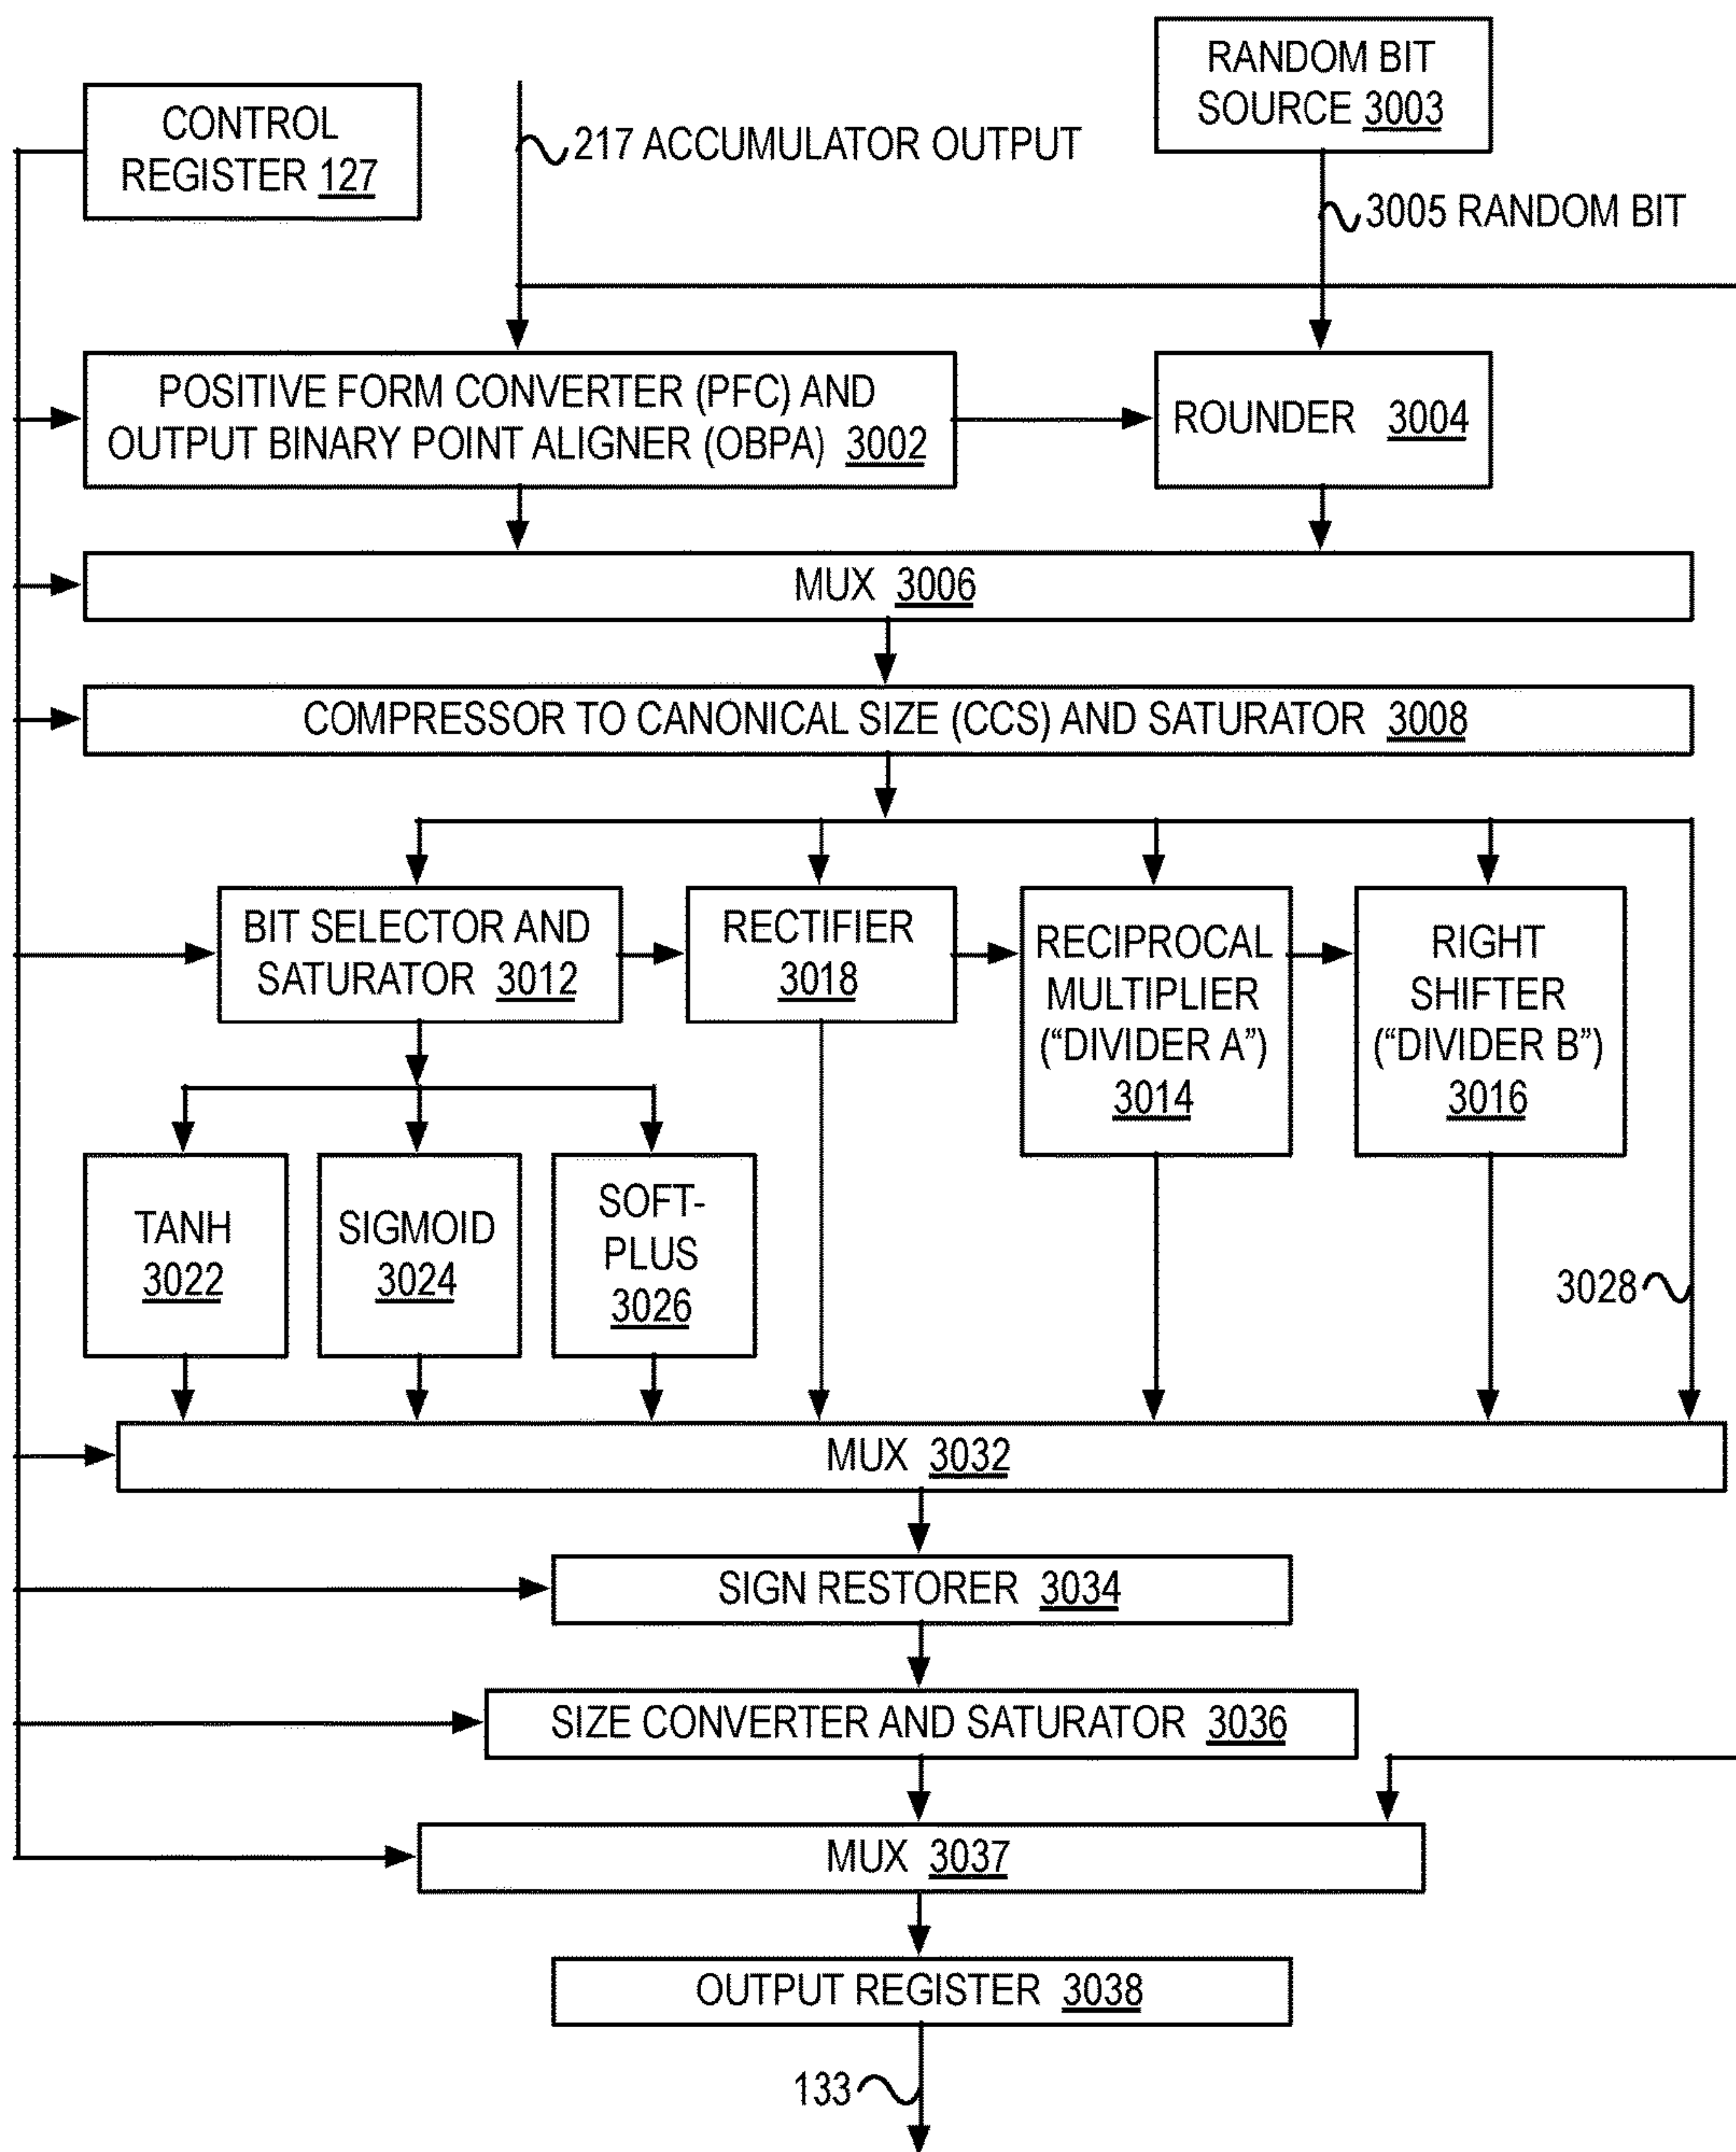 RANDOM BIT
SOURCE 3003
CONTROL
REGISTER 127
217 ACCUMULATOR OUTPUT
3005 RANDOM BIT
POSITIVE FORM CONVERTER (PFC) AND
OUTPUT BINARY POINT ALIGNER (OBPA) 3002
ROUNDER 3004
MUX 3006
COMPRESSOR TO CANONICAL SIZE (CCS) AND SATURATOR 3008
BIT SELECTOR AND
SATURATOR 3012
RECTIFIER
3018
RECIPROCAL
MULTIPLIER
("DIVIDER A")
3014
RIGHT
SHIFTER
("DIVIDER B")
3016
TANH
3022
SIGMOID
3024
SOFT-
PLUS
3026
3028
MUX 3032
SIGN RESTORER 3034
SIZE CONVERTER AND SATURATOR 3036
MUX 3037
OUTPUT REGISTER 3038
133